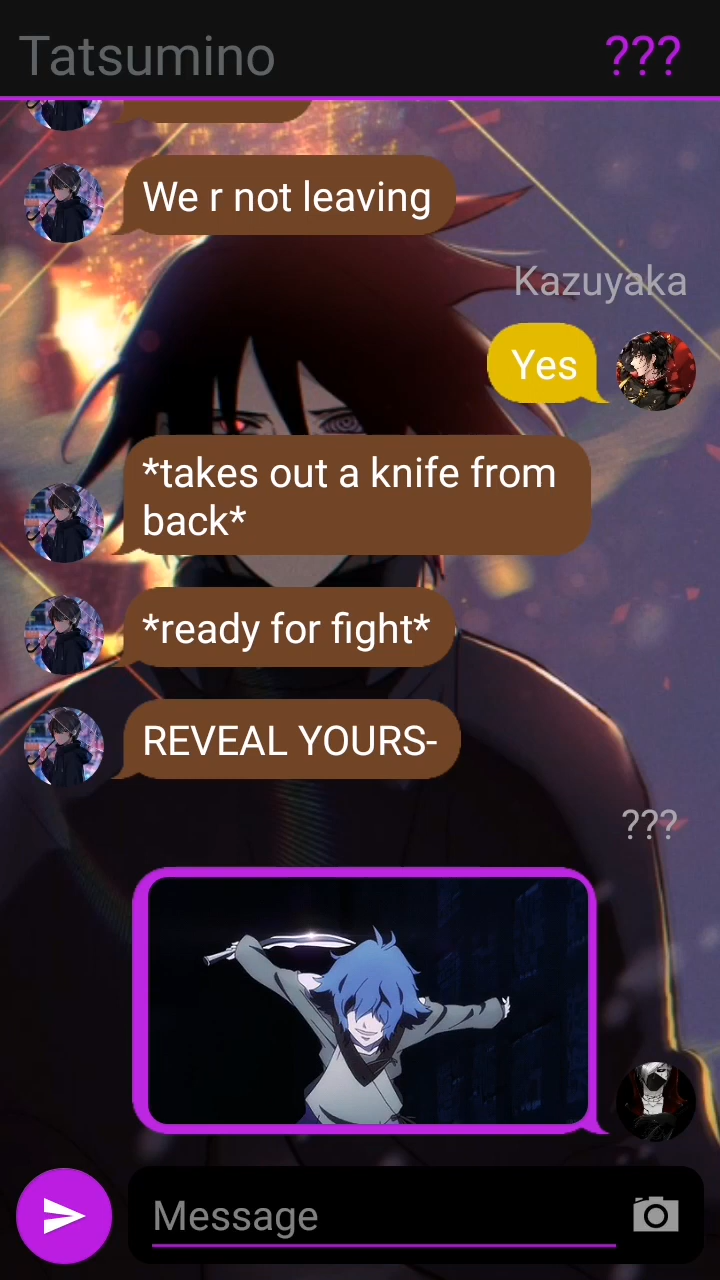 Tatsumino
???
We r not leaving
Kazuyaka
Yes
*takes out a knife from
back*
*ready for fight*
REVEAL YOURS-
???
Message